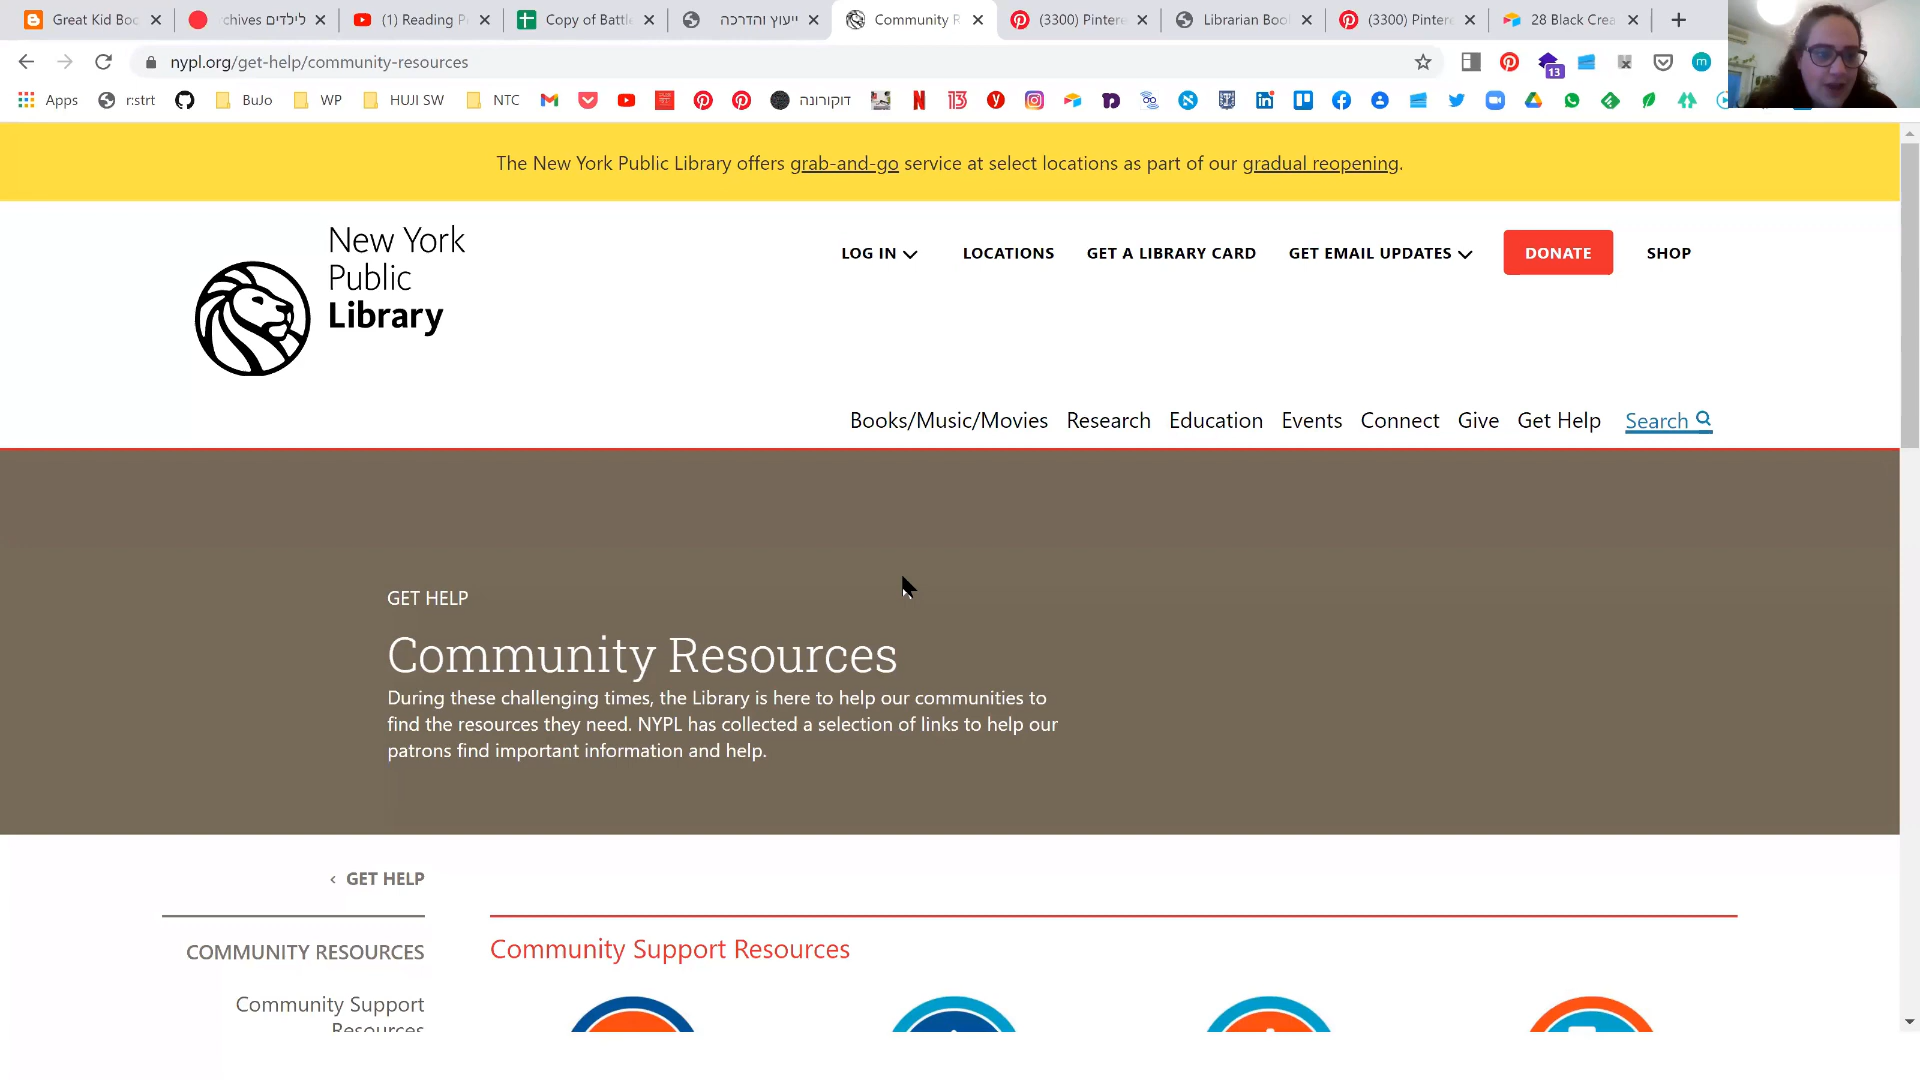 Great Kid Boo
chives לילדים
(1) Reading P
Copy of Battl
ייעוץ והדרכה
Community R
(3300) Pintere
Librarian Boo
(3300) Pintere
28 Black Crea
nypl.org/get-help/community-resources
13
m
Apps
r:strt
BuJo
WP
HUJI SW
NTC
דוקורונה
13
The New York Public Library offers grab-and-go service at select locations as part of our gradual reopening.
New York
Public
Library
LOG IN
LOCATIONS
GET A LIBRARY CARD
GET EMAIL UPDATES
DONATE
SHOP
Books/Music/Movies
Research
Education
Events
Connect
Give
Get Help
Search
GET HELP
Community Resources
During these challenging times, the Library is here to help our communities to
find the resources they need. NYPL has collected a selection of links to help our
patrons find important information and help.
< GET HELP
COMMUNITY RESOURCES
Community Support
Resources
Community Support Resources